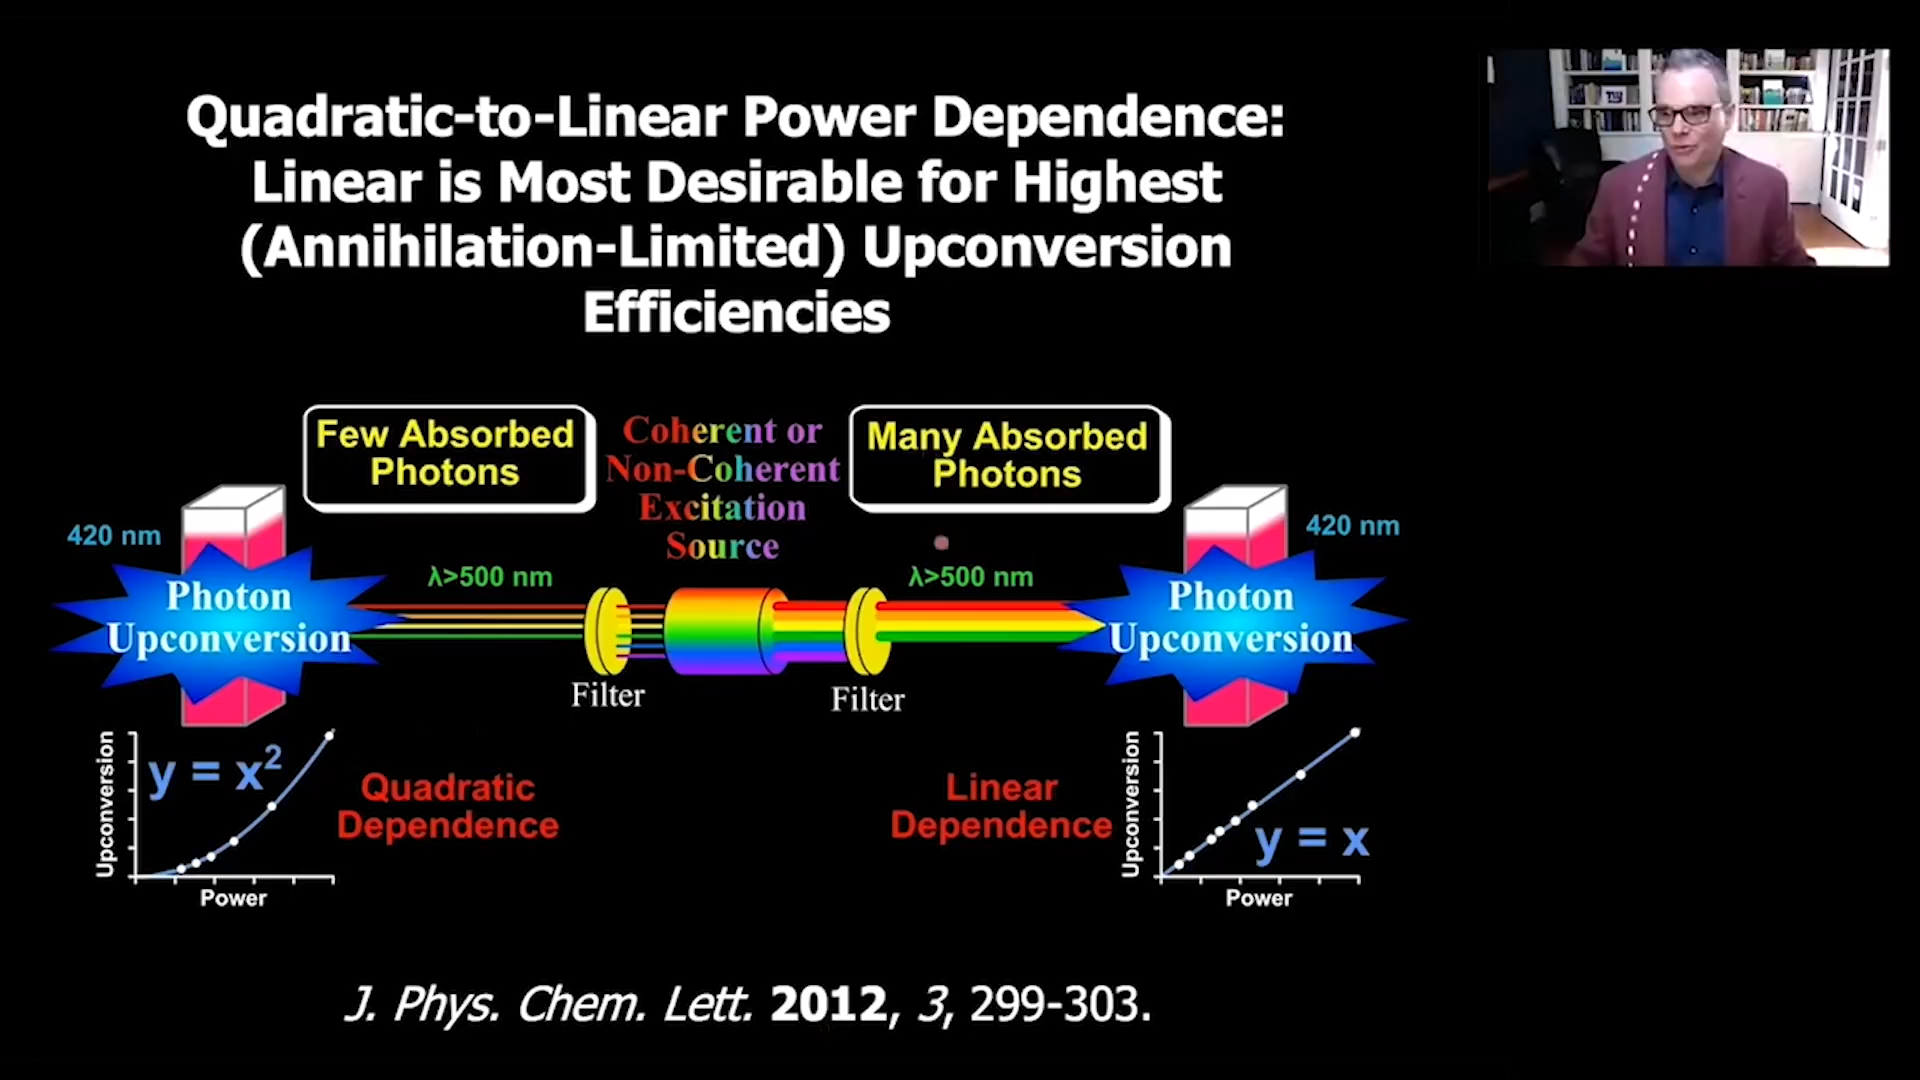 Quadratic-to-Linear Power Dependence:
Linear is Most Desirable for Highest
(Annihilation-Limited) Upconversion
Efficiencies
Few Absorbed
Photons
Coherent or
Non-Coherent
Excitation
Source
Many Absorbed
Photons
420 nm
Photon
Upconversion
λ>500 nm
Filter
Filter
λ>500 nm
420 nm
Photon
Upconversion
Upconversion
y = x²
Power
Quadratic
Dependence
Linear
Dependence
Upconversion
y = x
Power
J. Phys. Chem. Lett. 2012, 3, 299-303.